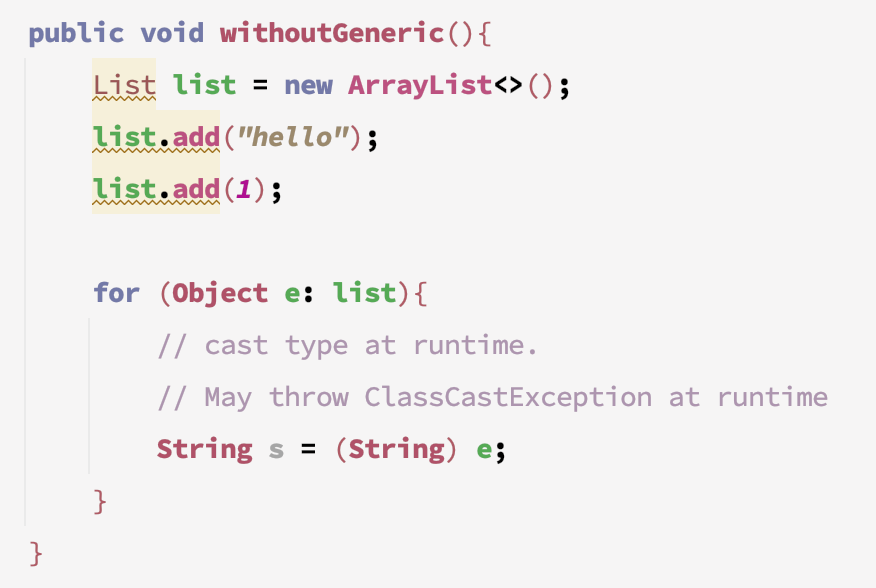 public void withoutGeneric(){
List list = new ArrayList<>();
list.add("hello");
list.add(1);
for (Object e: list){
// cast type at runtime.
// May throw ClassCastException at runtime
String s = (String) e;
}
}